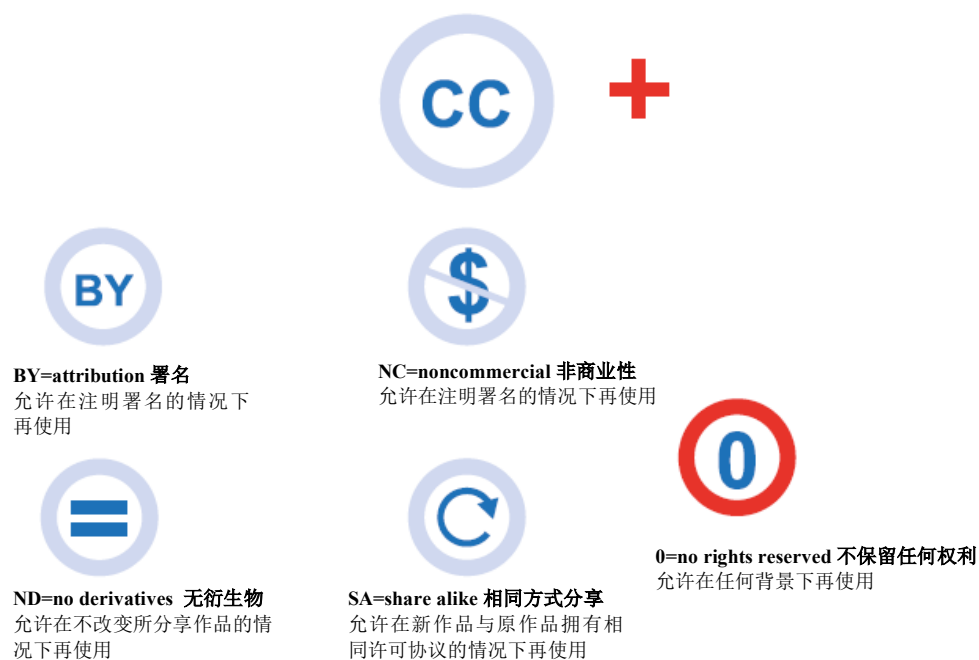 CC
+
BY
$
BY=attribution 署名
允许在注明署名的情况下
再使用
NC=noncommercial 非商业性
允许在注明署名的情况下再使用
0
0=no rights reserved 不保留任何权利
允许在任何背景下再使用
=
ND=no derivatives 无衍生物
允许在不改变所分享作品的情
况下再使用
SA=share alike 相同方式分享
允许在新作品与原作品拥有相
同许可协议的情况下再使用